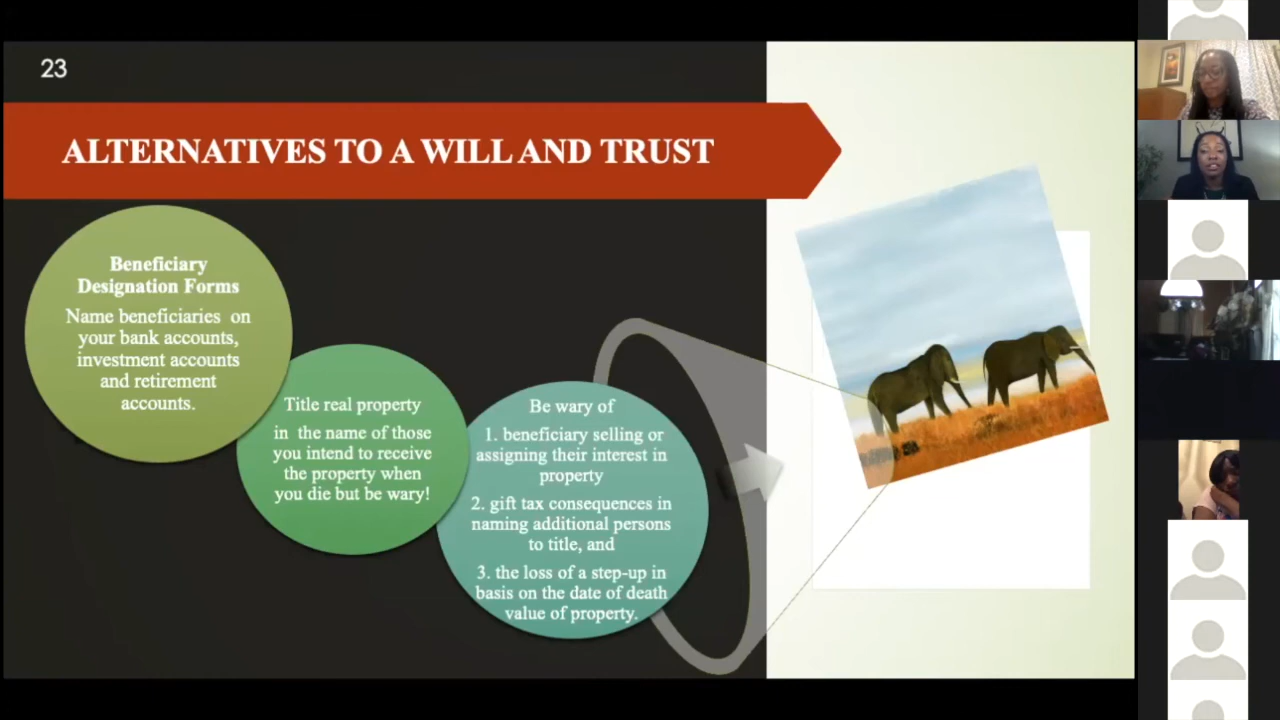 23
ALTERNATIVES TO A WILL AND TRUST
Beneficiary
Designation Forms
Name beneficiaries on
your bank accounts,
investment accounts
and retirement
accounts.
Title real property
in the name of those
you intend to receive
the property when
you die but be wary!
Be wary of
1. beneficiary selling or
assigning their interest in
property
2. gift tax consequences in
naming additional persons
to title, and
3. the loss of a step-up in
basis on the date of death
value of property.